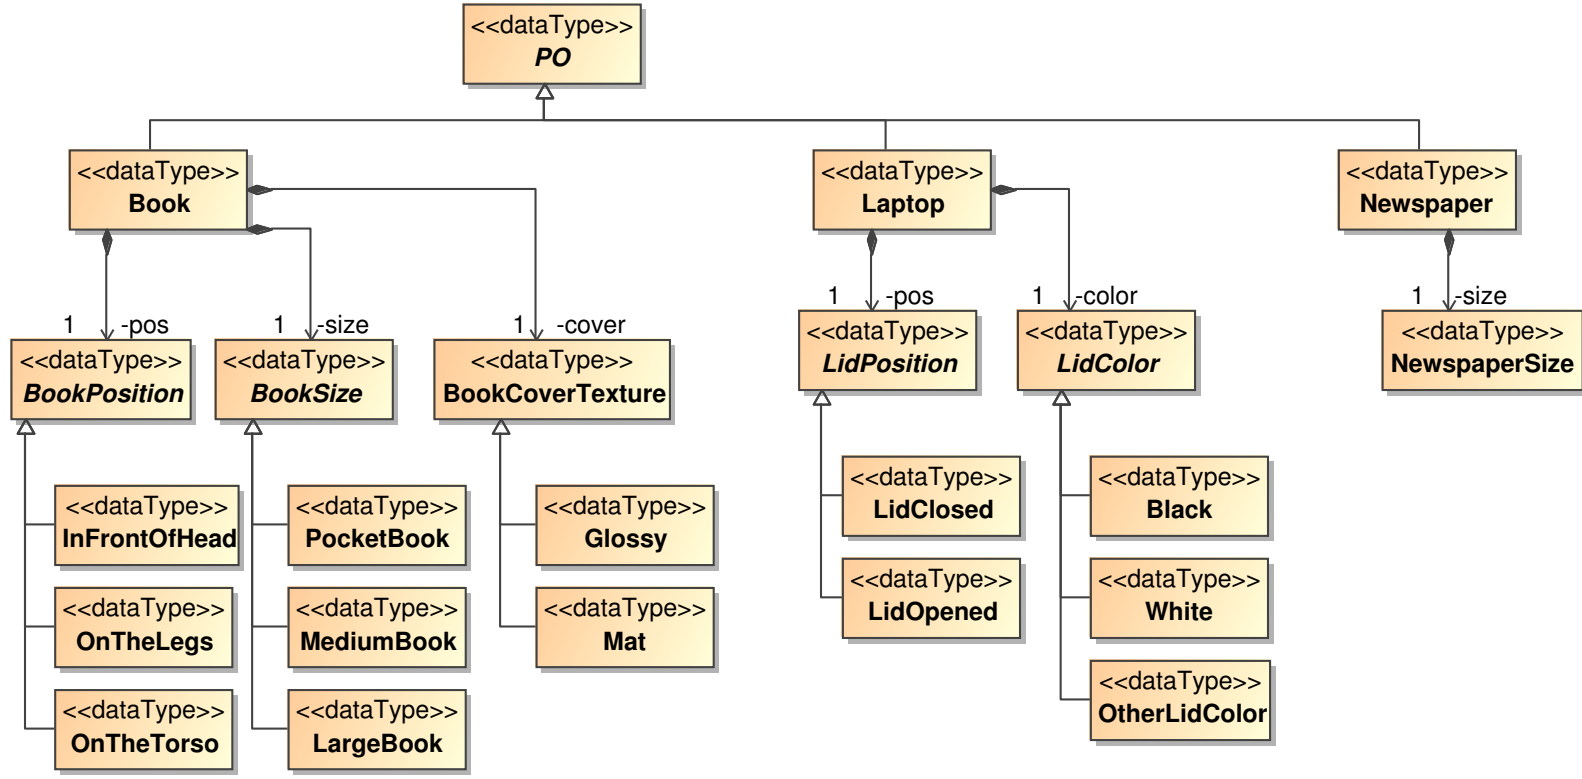 <<dataType>>
PO
<<dataType>>
Book
<<dataType>>
Laptop
<<dataType>>
Newspaper
1 -pos
1 -size
1 -cover
1 -pos
1 -color
1 -size
<<dataType>>
BookPosition
<<dataType>>
BookSize
<<dataType>>
BookCoverTexture
<<dataType>>
LidPosition
<<dataType>>
LidColor
<<dataType>>
NewspaperSize
<<dataType>>
InFrontOfHead
<<dataType>>
OnTheLegs
<<dataType>>
OnTheTorso
<<dataType>>
PocketBook
<<dataType>>
MediumBook
<<dataType>>
LargeBook
<<dataType>>
Glossy
<<dataType>>
Mat
<<dataType>>
LidClosed
<<dataType>>
LidOpened
<<dataType>>
Black
<<dataType>>
White
<<dataType>>
OtherLidColor